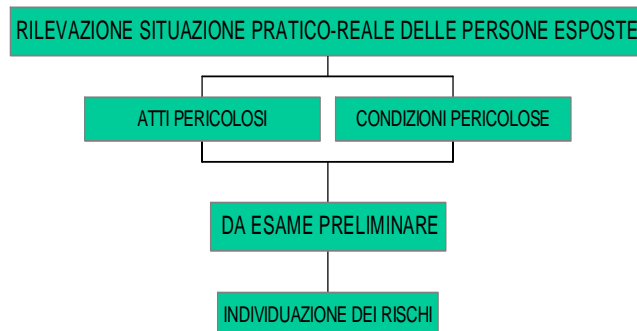 RILEVAZIONE SITUAZIONE PRATICO-REALE DELLE PERSONE ESPOSTE
ATTI PERICOLOSI
CONDIZIONI PERICOLOSE
DA ESAME PRELIMINARE
INDIVIDUAZIONE DEI RISCHI